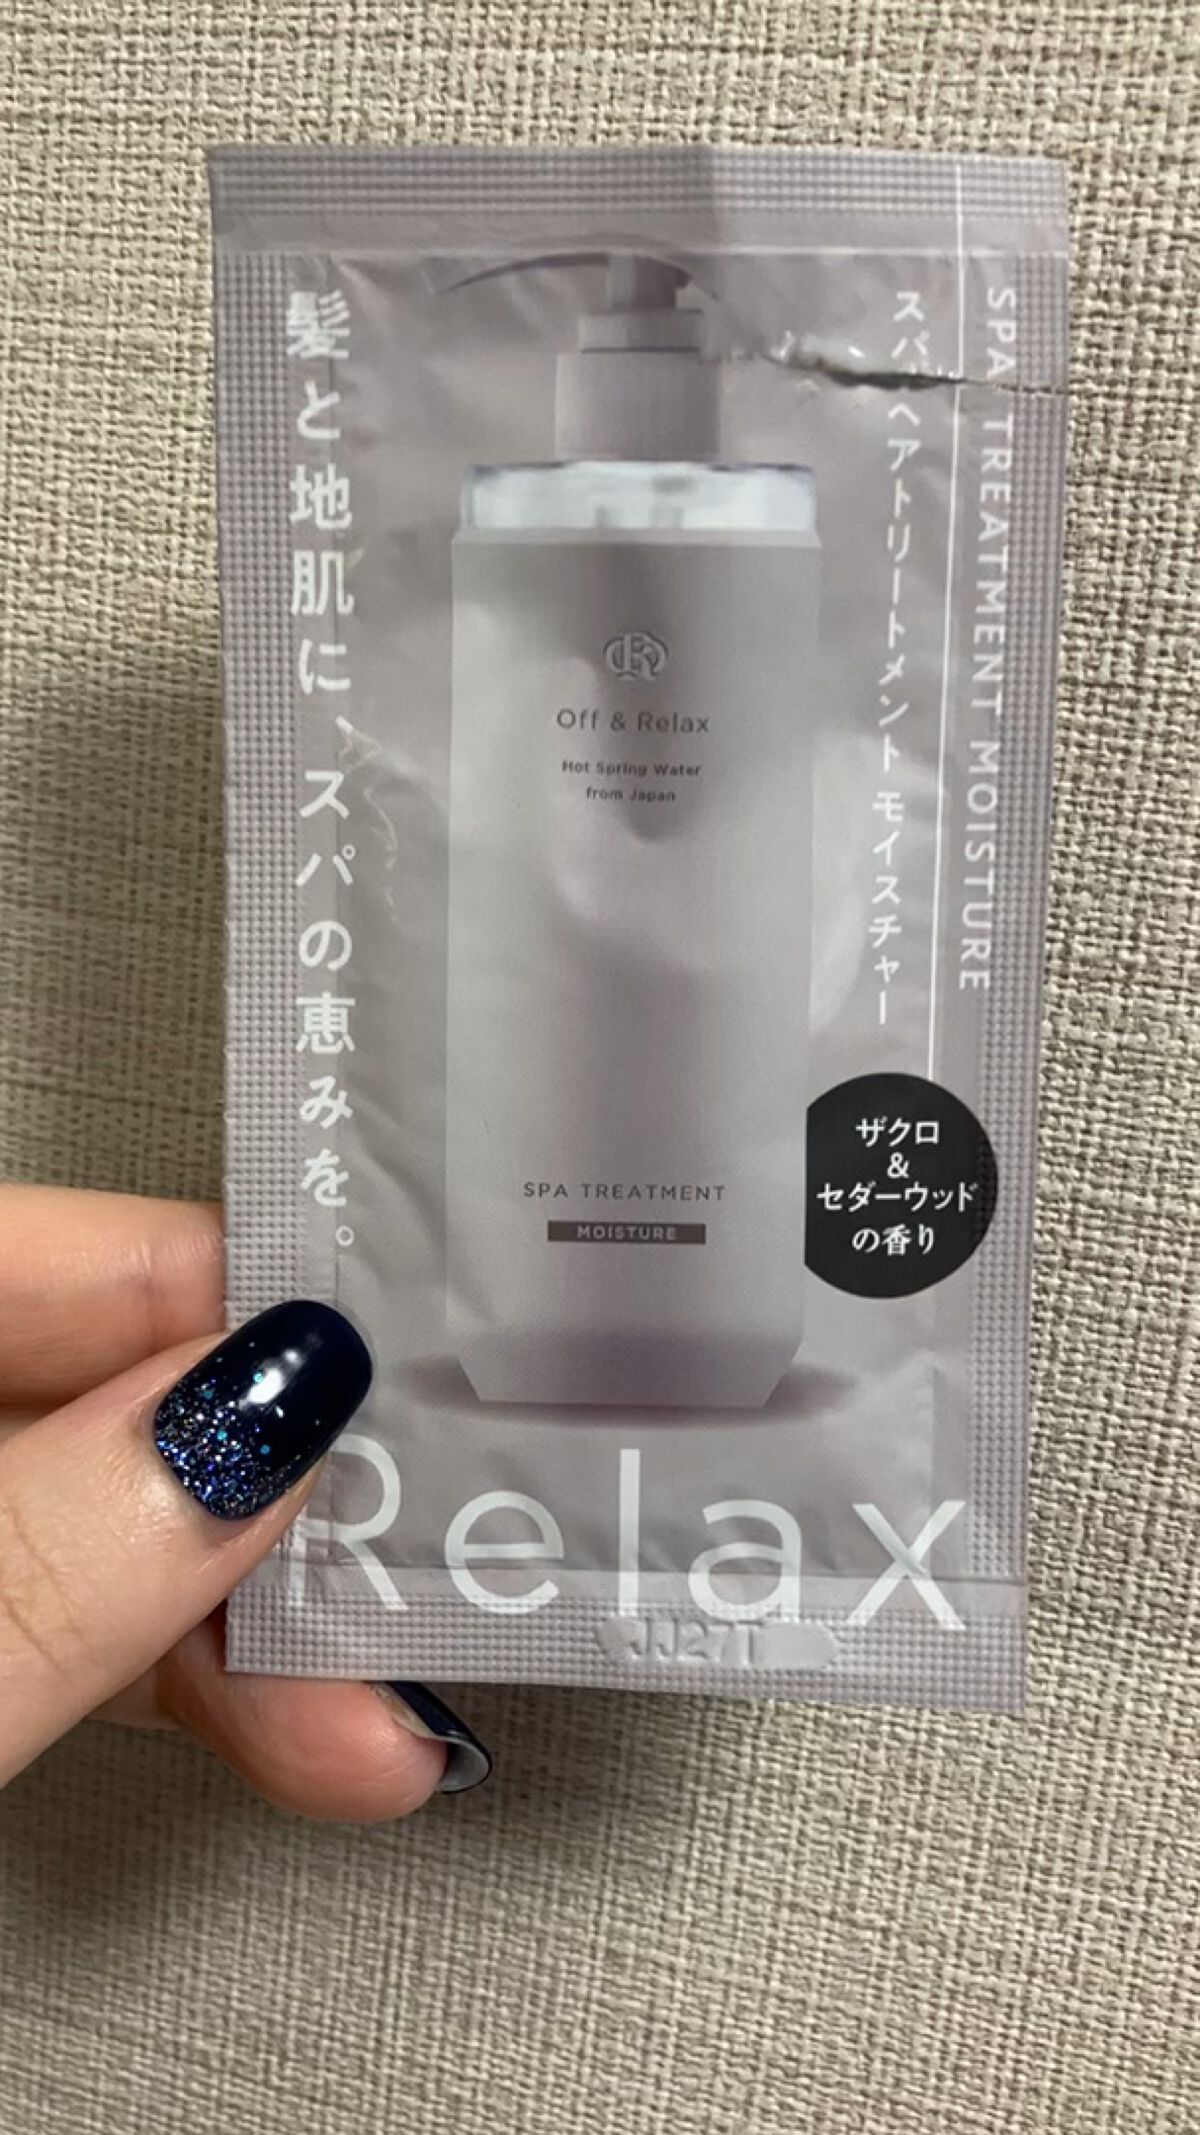 髪と地肌に、スパの恵みを。
SPA TREATMENT MOISTURE
スパ ヘアトリートメント モイスチャー
OR
Off & Relax
Hot Spring Water
from Japan
SPA TREATMENT
MOISTURE
ザクロ
&
セダーウッド
の香り
Relax
JJ27T